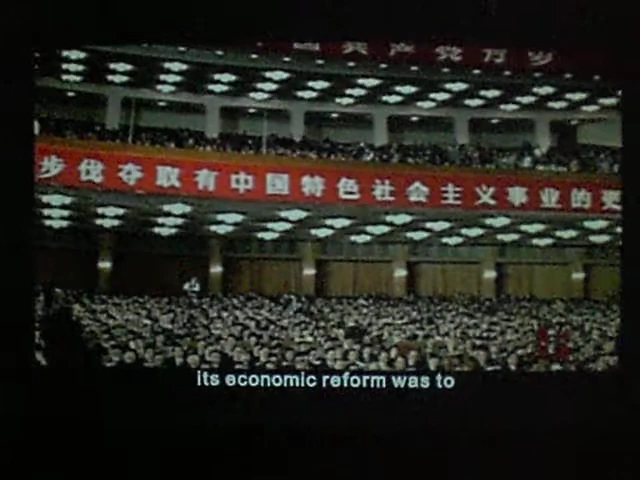 国共产党万岁
步伐夺取有中国特色社会主义事业的更
its economic reform was to